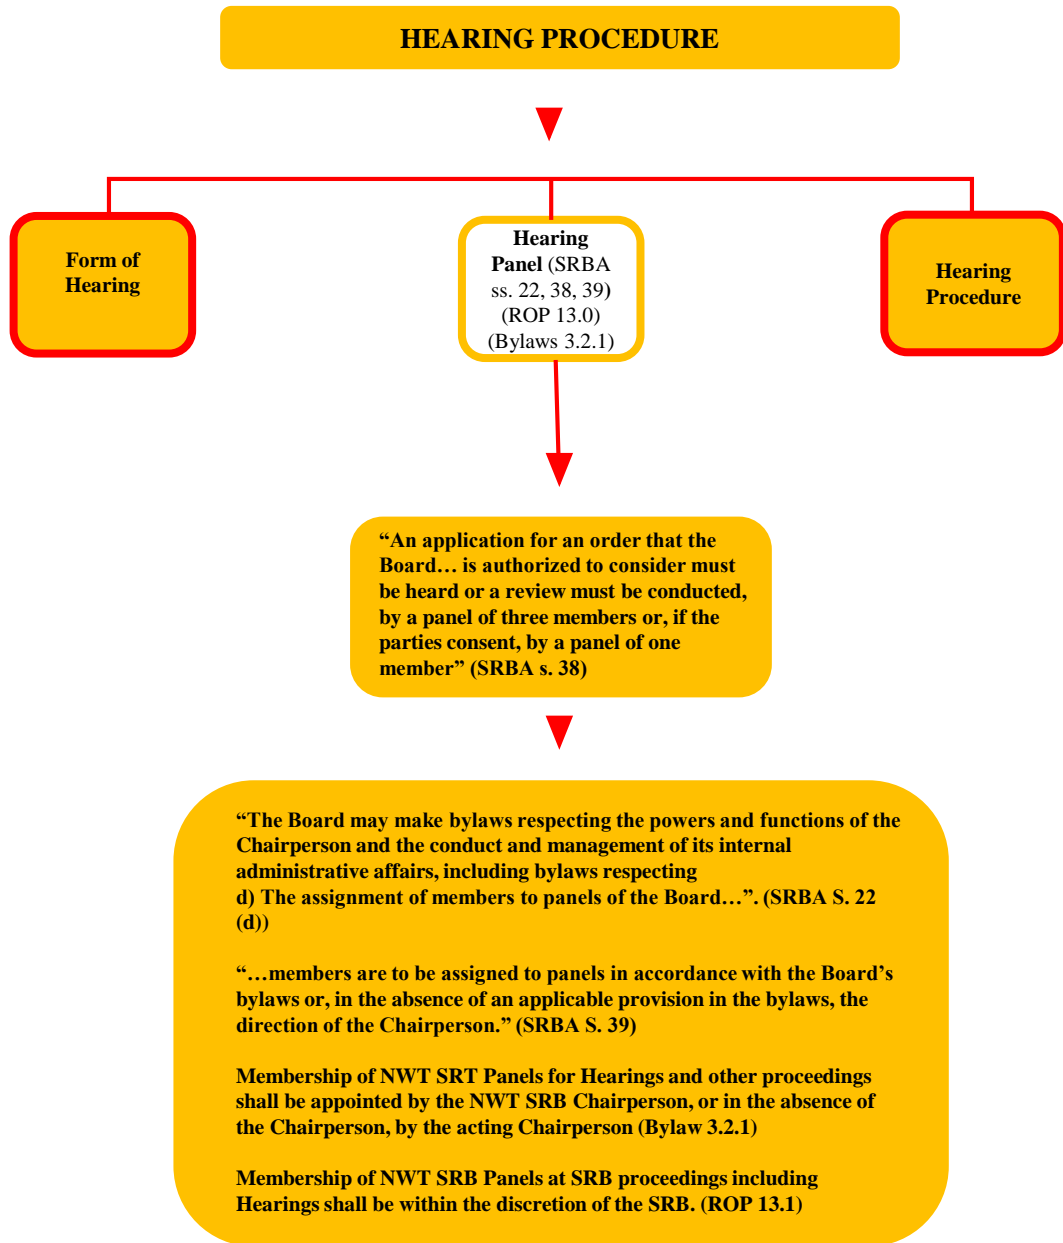 HEARING PROCEDURE
Form of
Hearing
Hearing
Panel (SRBA
ss. 22, 38, 39)
(ROP 13.0)
(Bylaws 3.2.1)
Hearing
Procedure
“An application for an order that the
Board… is authorized to consider must
be heard or a review must be conducted,
by a panel of three members or, if the
parties consent, by a panel of one
member” (SRBA s. 38)
“The Board may make bylaws respecting the powers and functions of the
Chairperson and the conduct and management of its internal
administrative affairs, including bylaws respecting
d) The assignment of members to panels of the Board…”. (SRBA S. 22
(d))
“…members are to be assigned to panels in accordance with the Board’s
bylaws or, in the absence of an applicable provision in the bylaws, the
direction of the Chairperson.” (SRBA S. 39)
Membership of NWT SRT Panels for Hearings and other proceedings
shall be appointed by the NWT SRB Chairperson, or in the absence of
the Chairperson, by the acting Chairperson (Bylaw 3.2.1)
Membership of NWT SRB Panels at SRB proceedings including
Hearings shall be within the discretion of the SRB. (ROP 13.1)